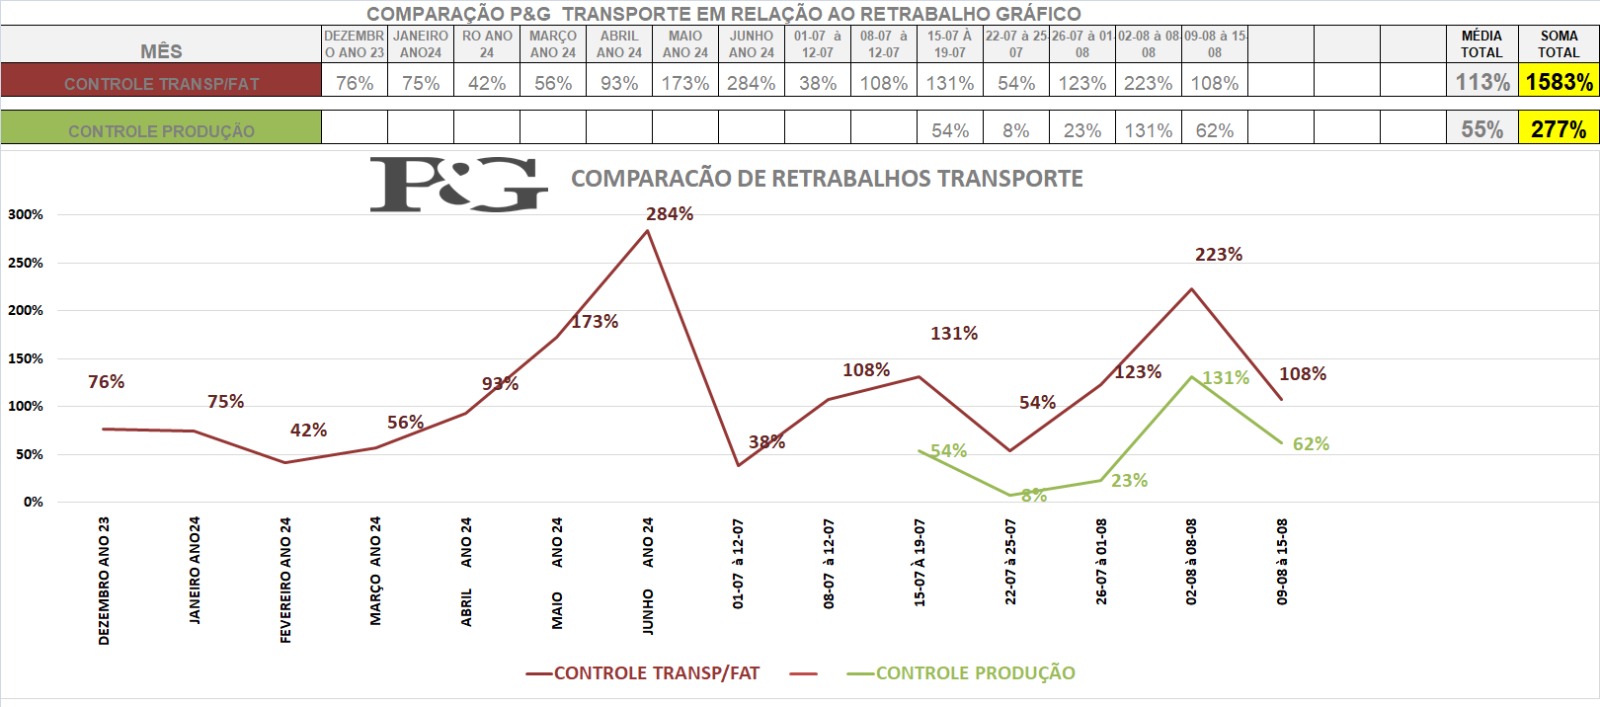 COMPARAÇÃO P&G TRANSPORTE EM RELAÇÃO AO RETRABALHO GRÁFICO
MÊS DEZEMBR O ANO 23 JANEIRO ANO24 RO ANO 24 MARÇO ANO 24 ABRIL ANO 24 MAIO ANO 24 JUNHO ANO 24 01-07 à 12-07 08-07 à 12-07 15-07 À 19-07 22-07 à 25-07 26-07 à 01-08 02-08 à 08-08 09-08 à 15-08 MÉDIA TOTAL SOMA TOTAL
CONTROLE TRANSP/FAT 76% 75% 42% 56% 93% 173% 284% 38% 108% 131% 54% 123% 223% 108% 113% 1583%
CONTROLE PRODUÇÃO 54% 8% 23% 131% 62% 55% 277%
P&G COMPARACÃO DE RETRABALHOS TRANSPORTE
300%
250%
200%
150%
100%
50%
0%
76%
75%
42%
56%
93%
173%
284%
38%
108%
131%
54%
123%
223%
108%
54%
8%
23%
131%
62%
DEZEMBRO ANO 23
JANEIRO ANO24
FEVEREIRO ANO 24
MARÇO ANO 24
ABRIL ANO 24
MAIO ANO 24
JUNHO ANO 24
01-07 à 12-07
08-07 à 12-07
15-07 À 19-07
22-07 à 25-07
26-07 à 01-08
02-08 à 08-08
09-08 à 15-08
CONTROLE TRANSP/FAT CONTROLE PRODUÇÃO